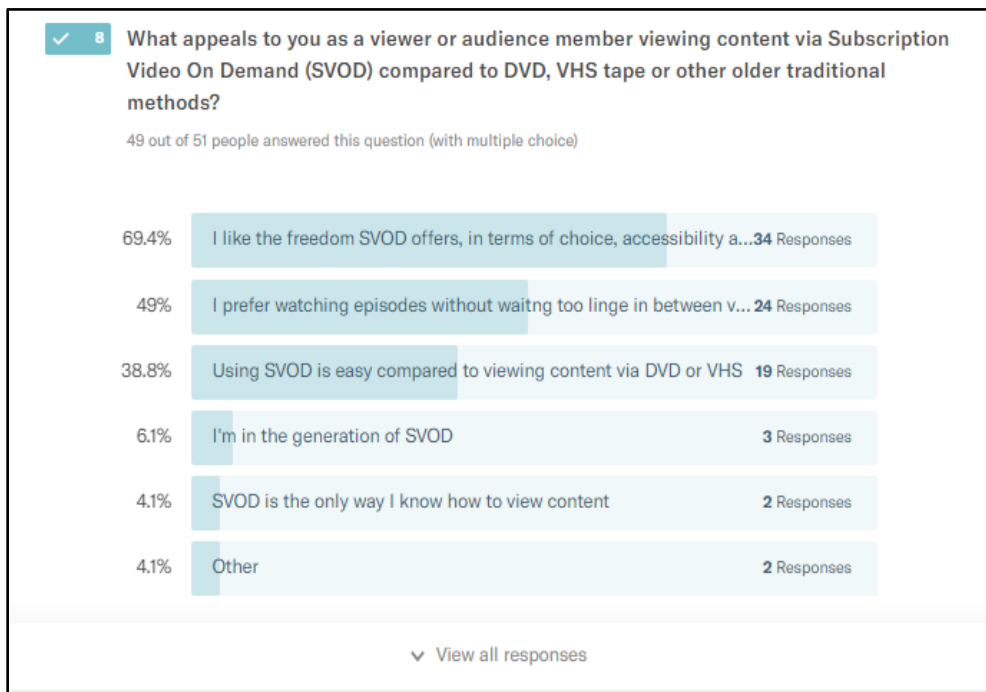 8 What appeals to you as a viewer or audience member viewing content via Subscription
Video On Demand (SVOD) compared to DVD, VHS tape or other older traditional
methods?
49 out of 51 people answered this question (with multiple choice)
69.4% I like the freedom SVOD offers, in terms of choice, accessibility a...34 Responses
49% I prefer watching episodes without waitng too linge in between v... 24 Responses
38.8% Using SVOD is easy compared to viewing content via DVD or VHS 19 Responses
6.1% I'm in the generation of SVOD 3 Responses
4.1% SVOD is the only way I know how to view content 2 Responses
4.1% Other 2 Responses
View all responses